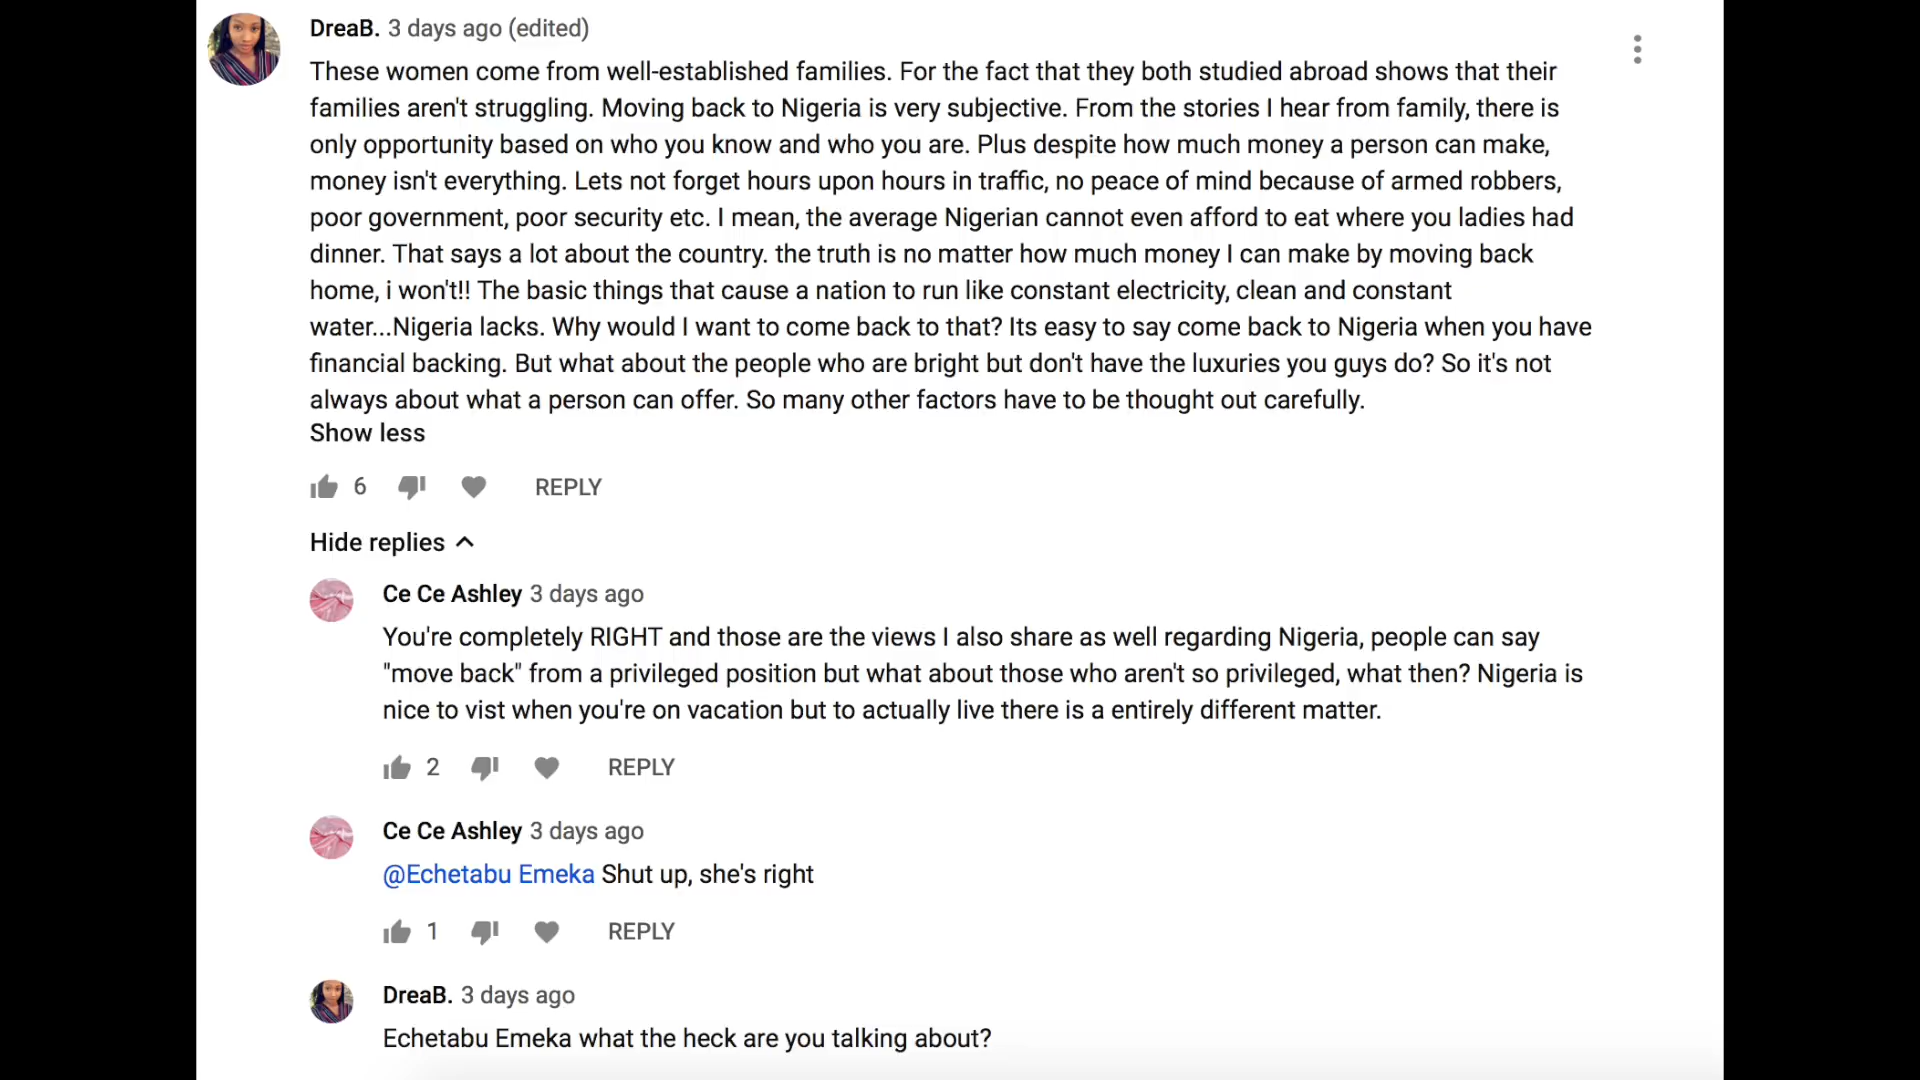 DreaB. 3 days ago (edited)
These women come from well-established families. For the fact that they both studied abroad shows that their
families aren't struggling. Moving back to Nigeria is very subjective. From the stories I hear from family, there is
only opportunity based on who you know and who you are. Plus despite how much money a person can make,
money isn't everything. Lets not forget hours upon hours in traffic, no peace of mind because of armed robbers,
poor government, poor security etc. I mean, the average Nigerian cannot even afford to eat where you ladies had
dinner. That says a lot about the country. the truth is no matter how much money I can make by moving back
home, i won't!! The basic things that cause a nation to run like constant electricity, clean and constant
water...Nigeria lacks. Why would I want to come back to that? Its easy to say come back to Nigeria when you have
financial backing. But what about the people who are bright but don't have the luxuries you guys do? So it's not
always about what a person can offer. So many other factors have to be thought out carefully.
Show less
6 REPLY
Hide replies
Ce Ce Ashley 3 days ago
You're completely RIGHT and those are the views I also share as well regarding Nigeria, people can say
"move back" from a privileged position but what about those who aren't so privileged, what then? Nigeria is
nice to vist when you're on vacation but to actually live there is a entirely different matter.
2 REPLY
Ce Ce Ashley 3 days ago
@Echetabu Emeka Shut up, she's right
1 REPLY
DreaB. 3 days ago
Echetabu Emeka what the heck are you talking about?